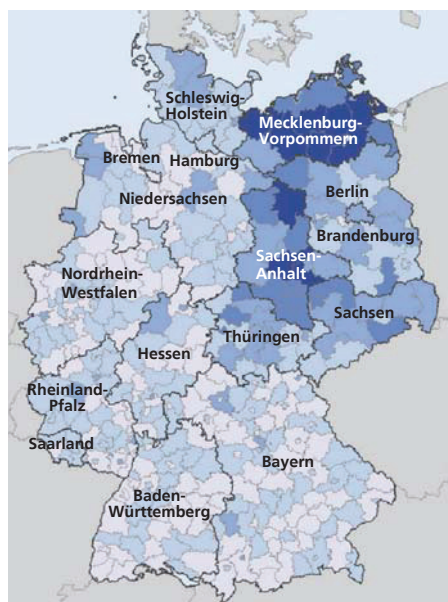 Schleswig-
Holstein
Mecklenburg-
Vorpommern
Bremen
Hamburg
Niedersachsen
Berlin
Brandenburg
Sachsen-
Anhalt
Nordrhein-
Westfalen
Sachsen
Thüringen
Hessen
Rheinland-
Pfalz
Saarland
Bayern
Baden-
Württemberg